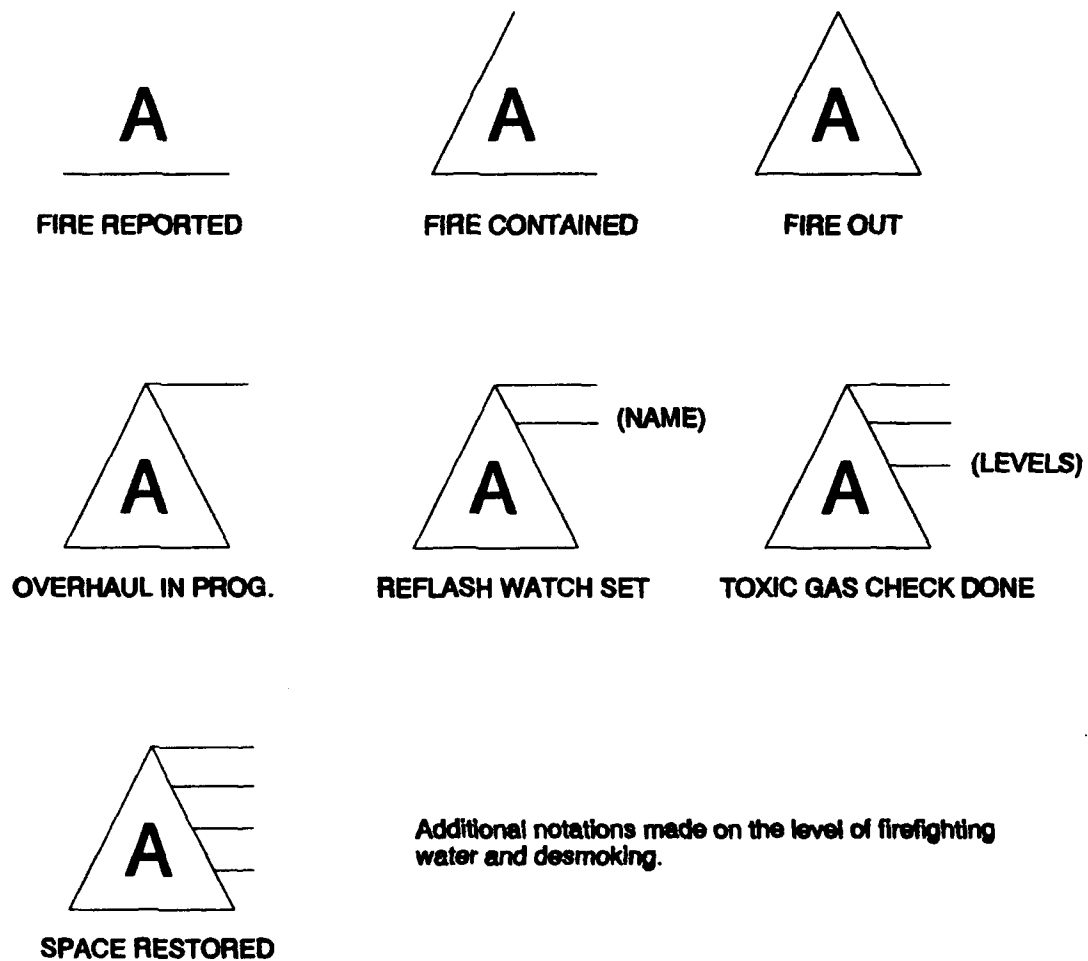 A
A
A
FIRE REPORTED
FIRE CONTAINED
FIRE OUT
(NAME)
(LEVELS)
A
A
A
OVERHAUL IN PROG.
REFLASH WATCH SET
TOXIC GAS CHECK DONE
A
Additional notations made on the level of firefighting
water and desmoking.
SPACE RESTORED